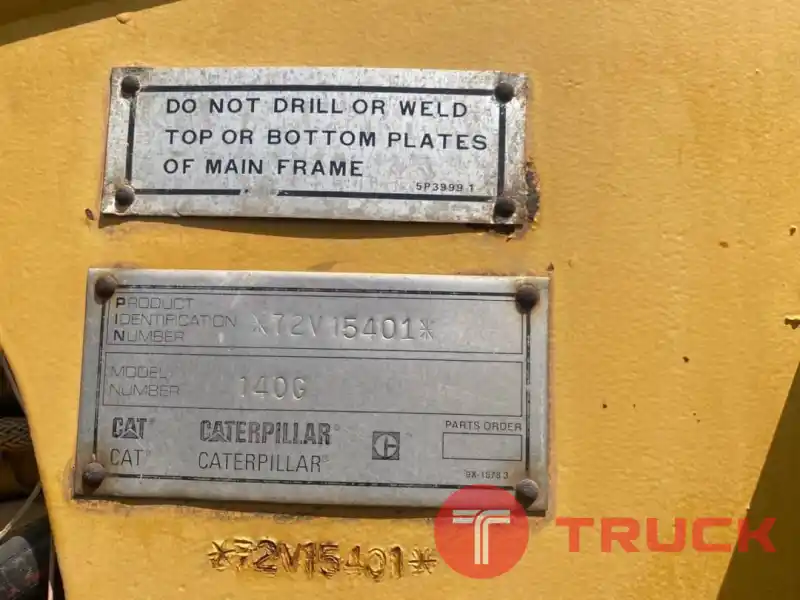 DO NOT DRILL OR WELD
TOP OR BOTTOM PLATES
OF MAIN FRAME
5P3999 1
PRODUCT
IDENTIFICATION
NUMBER
*72V15401*
MODEL
NUMBER
140G
CAT CATERPILLAR
PARTS ORDER
CAT CATERPILLAR
*72V15401*
T TRUCK